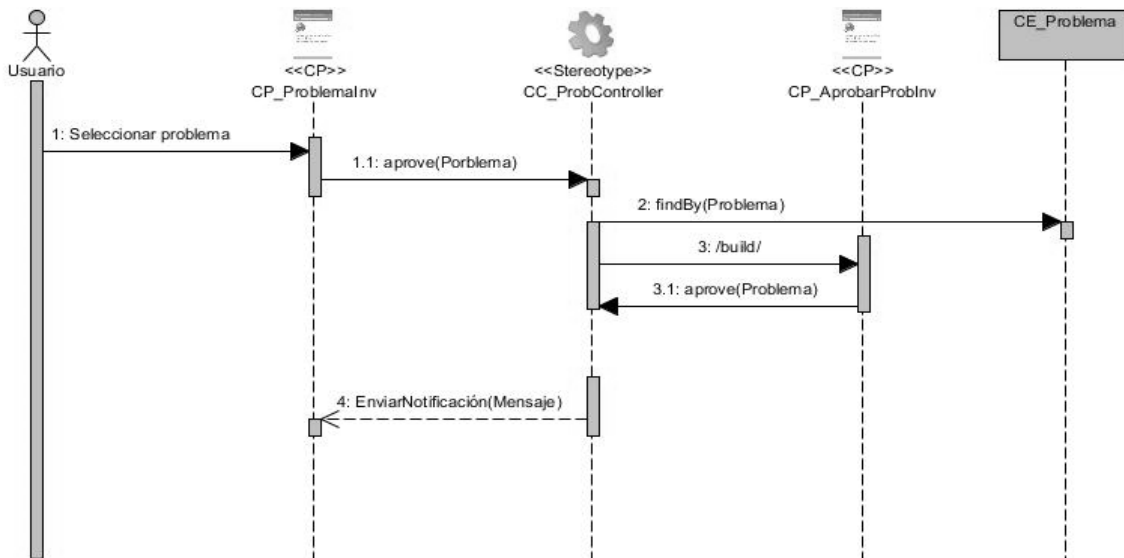 Usuario
<<CP>>
CP_ProblemaInv
<<Stereotype>>
CC_ProbController
<<CP>>
CP_AprobarProbInv
CE_Problema
1: Seleccionar problema
1.1: aprove(Porblema)
2: findBy(Problema)
3: /build/
3.1: aprove(Problema)
4: EnviarNotificación(Mensaje)